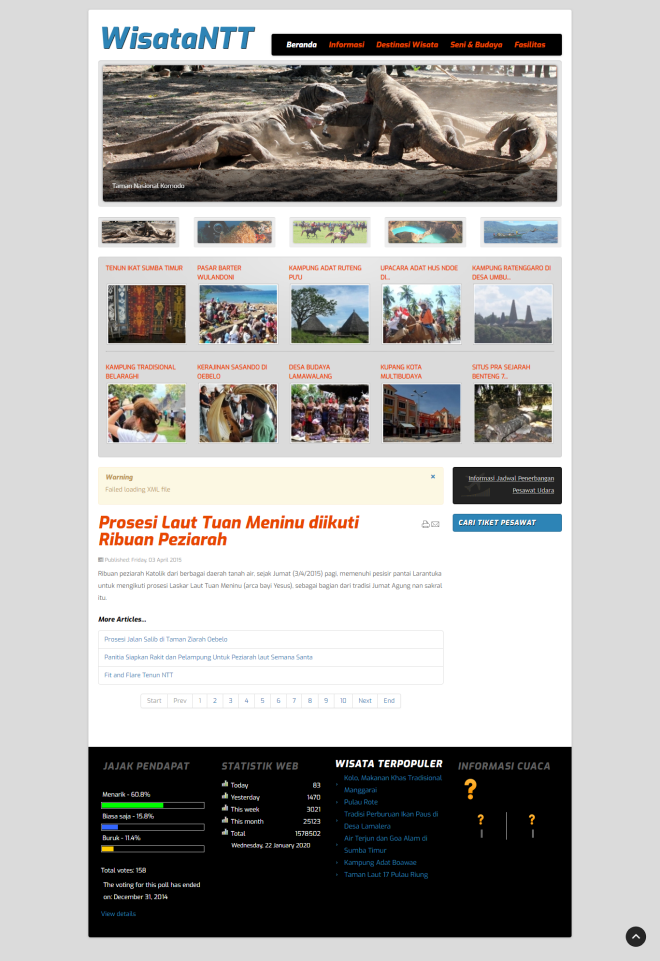 WisataNTT
Beranda Informasi Destinasi Wisata Seni & Budaya Fasilitas
Taman Nasional Komodo
TENUN IKAT SUMBA TIMUR
PASAR BARTER
WULANDONI
KAMPUNG ADAT RUTENG
PU'U
UPACARA ADAT HUS NDOE
DI...
KAMPUNG RATENGGARO DI
DESA UMBU...
KAMPUNG TRADISIONAL
BELARAGHI
KERAJINAN SASANDO DI
OEBELO
DESA BUDAYA
LAMAWALANG
KUPANG KOTA
MULTIBUDAYA
SITUS PRA SEJARAH
BENTENG 7...
Warning
×
Failed loading XML file
Informasi Jadwal Penerbangan
Pesawat Udara
CARI TIKET PESAWAT
Prosesi Laut Tuan Meninu diikuti
Ribuan Peziarah
Published: Friday, 03 April 2015
Ribuan peziarah Katolik dari berbagai daerah tanah air, sejak Jumat (3/4/2015) pagi, memenuhi pesisir pantai Larantuka
untuk mengikuti prosesi Laskar Laut Tuan Meninu (arca bayi Yesus), sebagai bagian dari tradisi Jumat Agung nan sakral
itu.
More Articles...
Prosesi Jalan Salib di Taman Ziarah Oebelo
Panitia Siapkan Rakit dan Pelampung Untuk Peziarah laut Semana Santa
Fit and Flare Tenun NTT
Start Prev 1 2 3 4 5 6 7 8 9 10 Next End
JAJAK PENDAPAT
Menarik - 60.8%
Biasa saja - 15.8%
Buruk - 11.4%
Total votes: 158
The voting for this poll has ended
on: December 31, 2014
View details
STATISTIK WEB
Today 83
Yesterday 1470
This week 3021
This month 25123
Total 1578502
Wednesday, 22 January 2020
WISATA TERPOPULER
Kolo, Makanan Khas Tradisional
Manggarai
Pulau Rote
Tradisi Perburuan Ikan Paus di
Desa Lamalera
Air Terjun dan Goa Alam di
Sumba Timur
Kampung Adat Boawae
Taman Laut 17 Pulau Riung
INFORMASI CUACA
?
? | ?